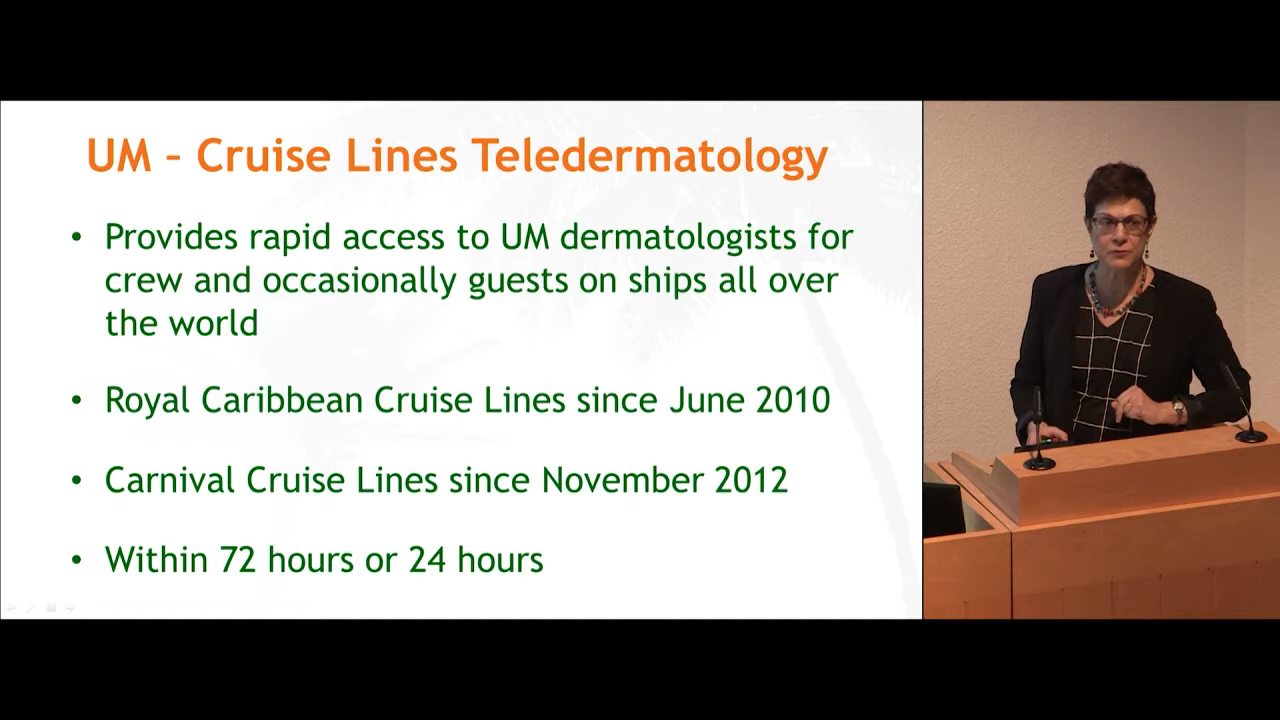 UM – Cruise Lines Teledermatology
• Provides rapid access to UM dermatologists for
crew and occasionally guests on ships all over
the world
• Royal Caribbean Cruise Lines since June 2010
• Carnival Cruise Lines since November 2012
• Within 72 hours or 24 hours